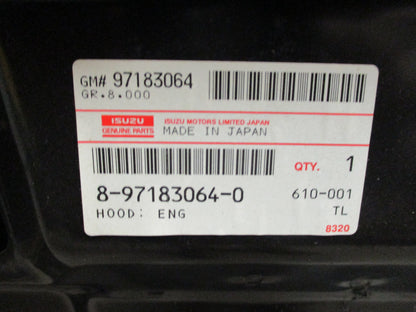 GM# 97183064
GR.8.000
ISUZU
GENUINE PARTS
ISUZU MOTORS LIMITED JAPAN
MADE IN JAPAN
QTY. 1
8-97183064-0 610-001
HOOD: ENG TL
8320